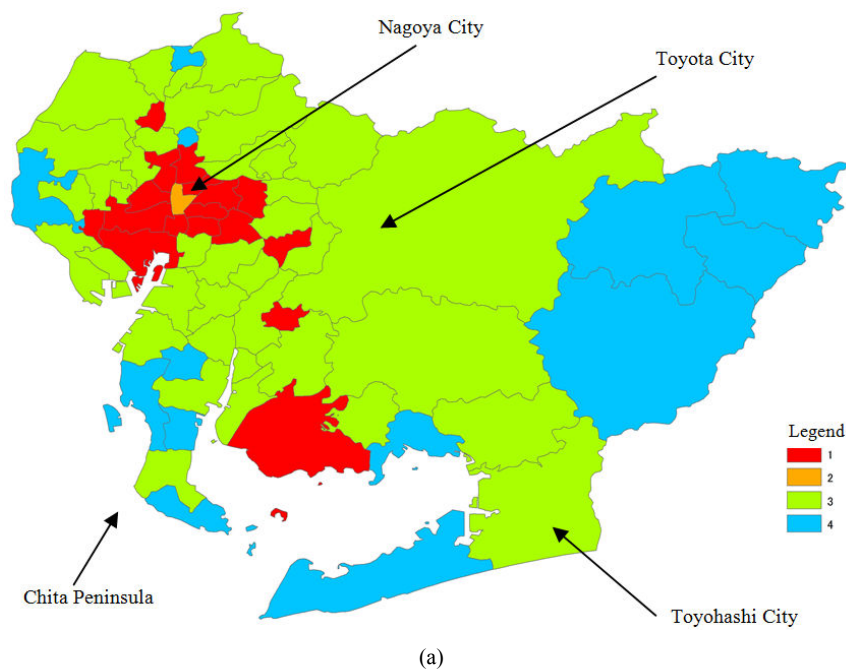 Nagoya City
Toyota City
Legend
1
2
3
4
Chita Peninsula
Toyohashi City
(a)